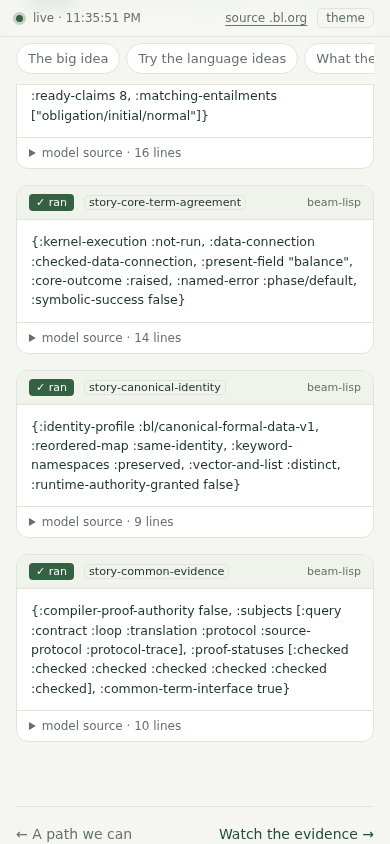 live · 11:35:51 PM
source .bl.org
theme
The big idea
Try the language ideas
What the
:ready-claims 8, :matching-entailments
["obligation/initial/normal"]}
▶ model source · 16 lines
✓ ran story-core-term-agreement beam-lisp
{:kernel-execution :not-run, :data-connection
:checked-data-connection, :present-field "balance",
:core-outcome :raised, :named-error :phase/default,
:symbolic-success false}
▶ model source · 14 lines
✓ ran story-canonical-identity beam-lisp
{:identity-profile :bl/canonical-formal-data-v1,
:reordered-map :same-identity, :keyword-
namespaces :preserved, :vector-and-list :distinct,
:runtime-authority-granted false}
▶ model source · 9 lines
✓ ran story-common-evidence beam-lisp
{:compiler-proof-authority false, :subjects [:query
:contract :loop :translation :protocol :source-
protocol :protocol-trace], :proof-statuses [:checked
:checked :checked :checked :checked :checked
:checked], :common-term-interface true}
▶ model source · 10 lines
← A path we can
Watch the evidence →